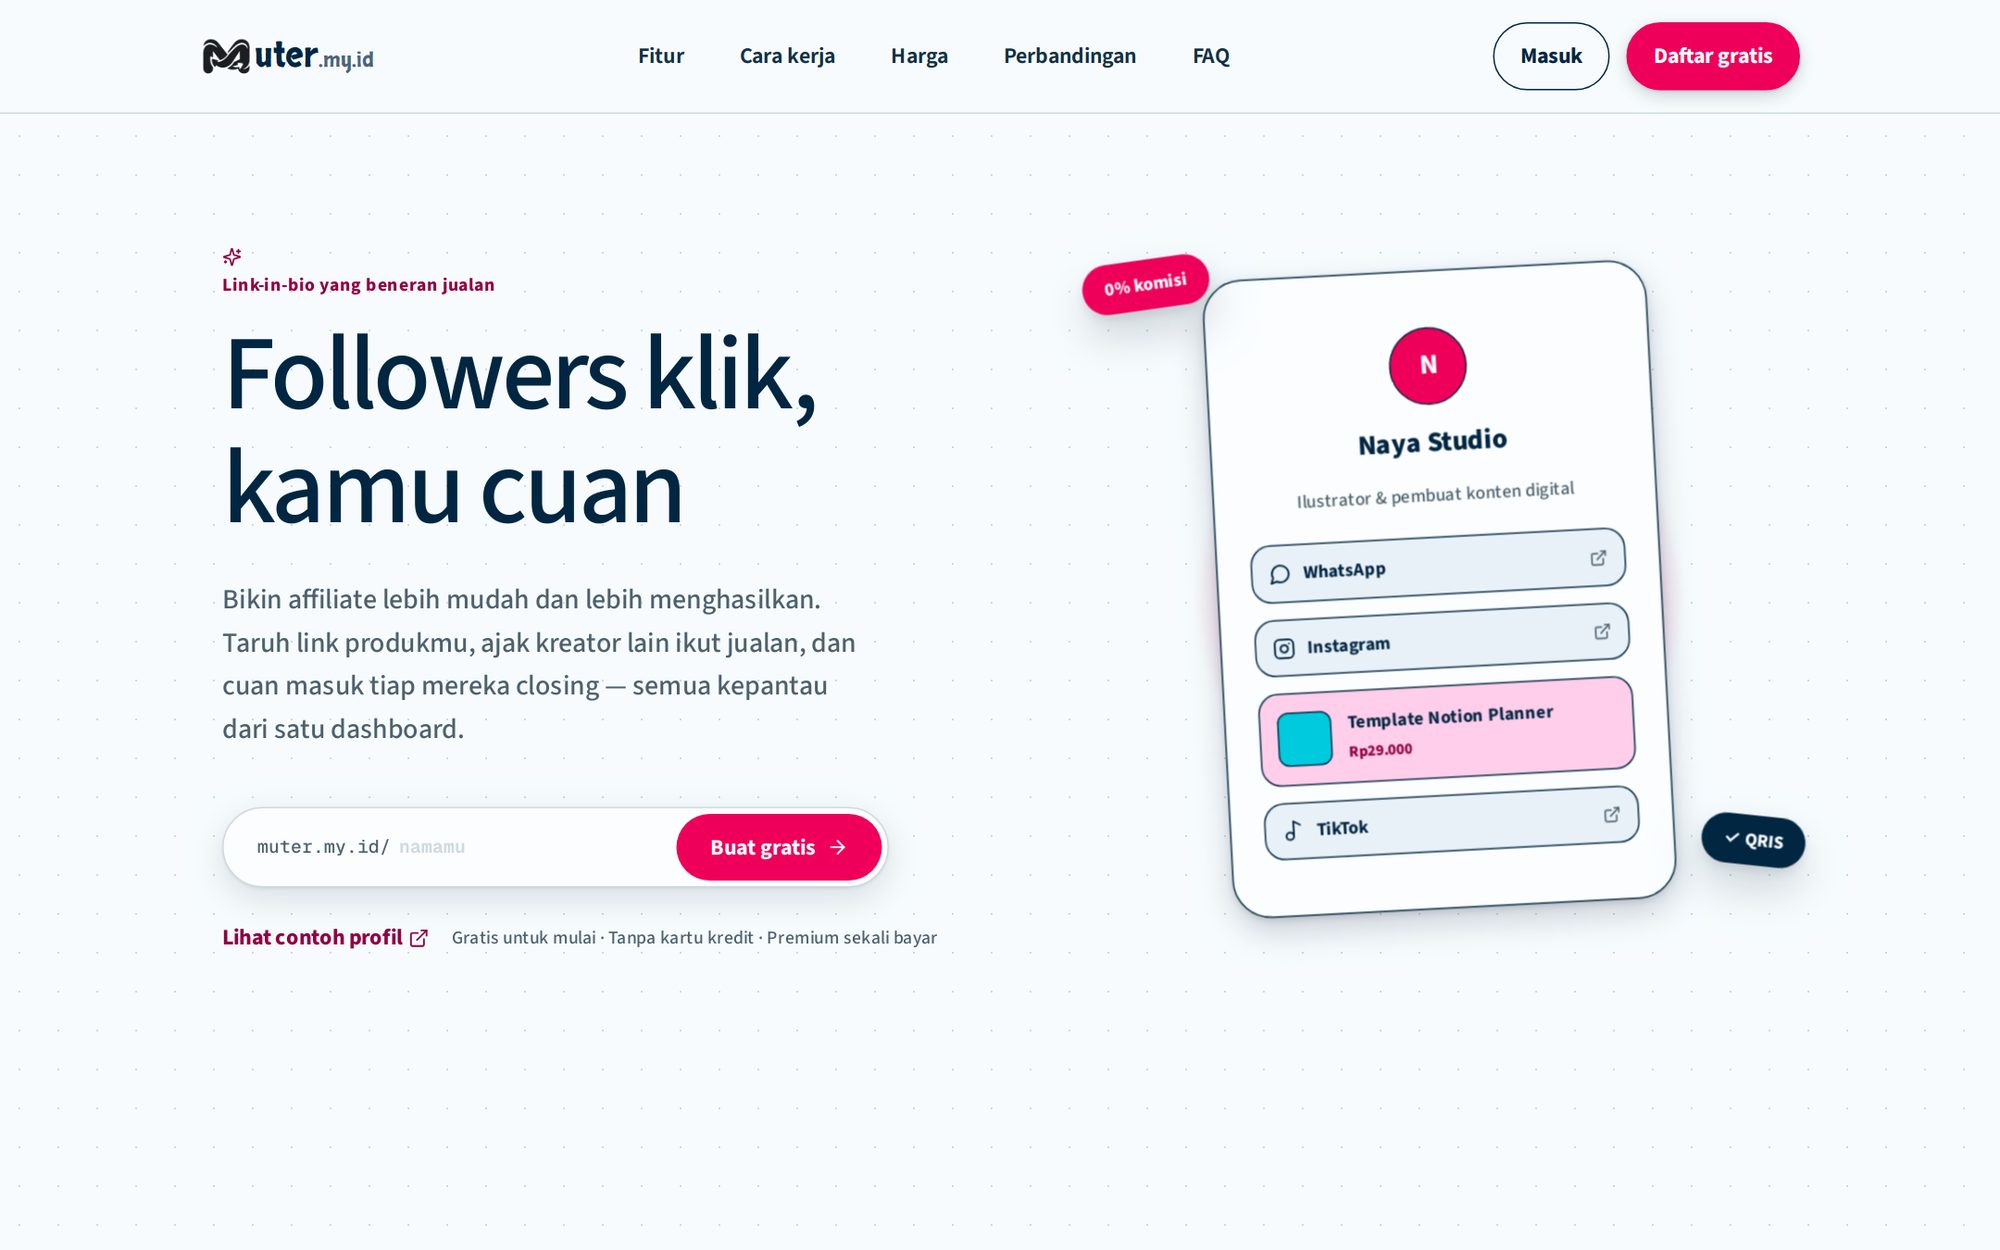 Muter.my.id
Fitur
Cara kerja
Harga
Perbandingan
FAQ
Masuk
Daftar gratis
Link-in-bio yang beneran jualan
Followers klik,
kamu cuan
Bikin affiliate lebih mudah dan lebih menghasilkan.
Taruh link produkmu, ajak kreator lain ikut jualan, dan
cuan masuk tiap mereka closing — semua kepantau
dari satu dashboard.
muter.my.id/ namamu
Buat gratis →
Lihat contoh profil
Gratis untuk mulai · Tanpa kartu kredit · Premium sekali bayar
0% komisi
N
Naya Studio
Ilustrator & pembuat konten digital
WhatsApp
Instagram
Template Notion Planner
Rp29.000
TikTok
✓ QRIS